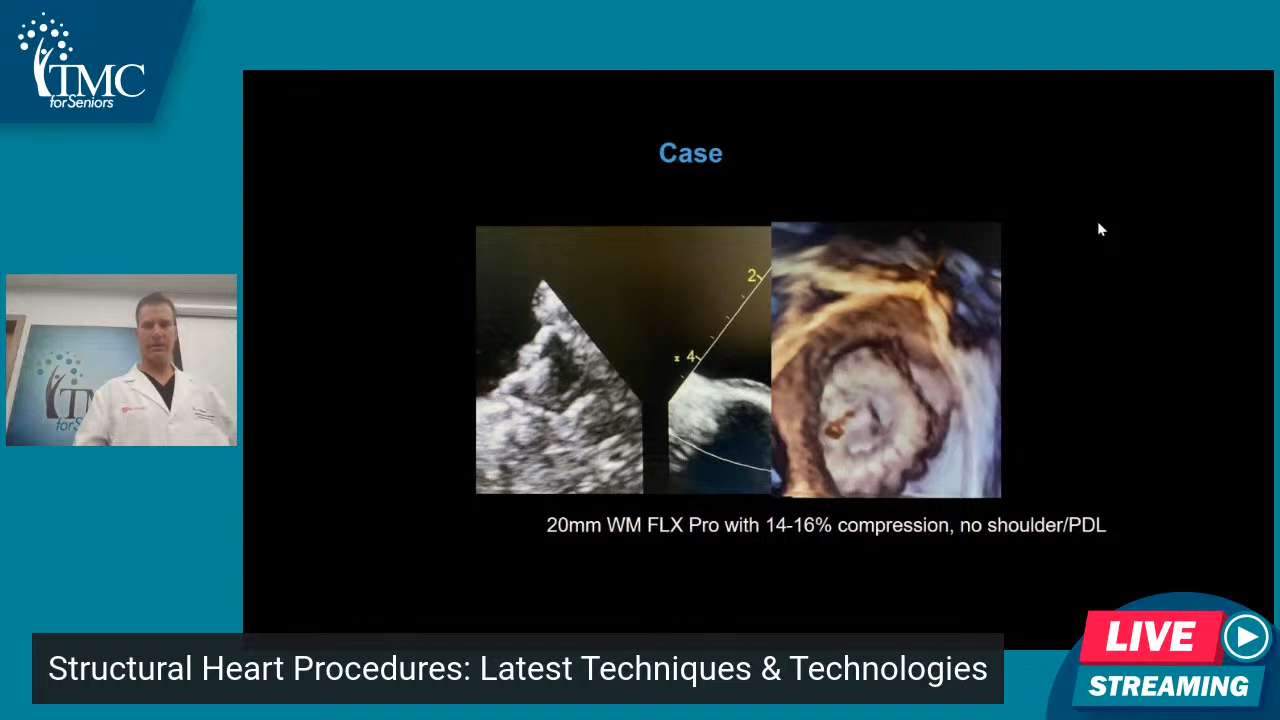 TMC
for Seniors
Case
2
x 4
20mm WM FLX Pro with 14-16% compression, no shoulder/PDL
Structural Heart Procedures: Latest Techniques & Technologies
LIVE
STREAMING